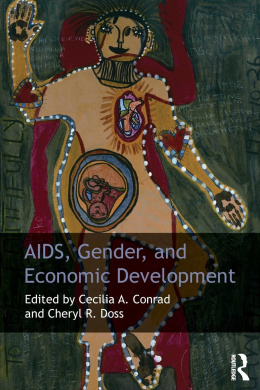 AIDS, Gender, and
Economic Development
Edited by Cecilia A. Conrad
and Cheryl R. Doss
ROUTLEDGE